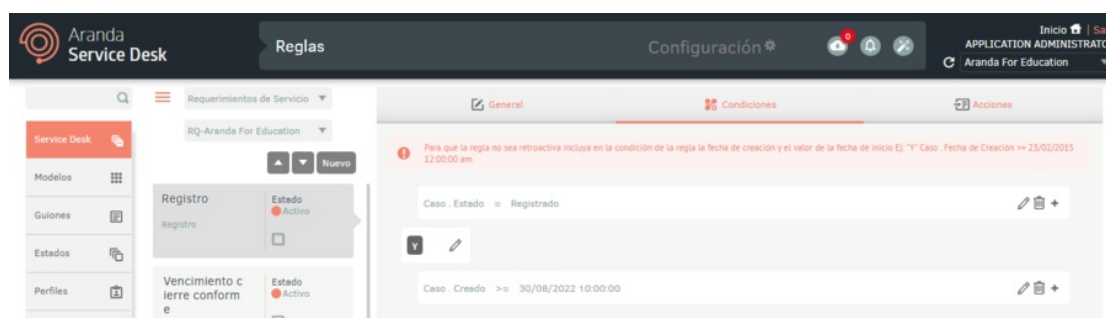 Aranda
Service Desk
Reglas
Configuración
0
Inicio | Sa
APPLICATION ADMINISTRATO
Aranda For Education
Service Desk
Modelos
Guiones
Estados
Perfiles
Requerimientos de Servicio
RQ-Aranda For Education
Nuevo
Registro
Registro
Estado
Activo
Vencimiento c
ierre conform
e
Estado
Activo
General
Condiciones
Acciones
Para que la regla no sea retroactiva incluya en la condición de la regla la fecha de creación y el valor de la fecha de inicio Ej: "Y" Caso . Fecha de Creación >= 23/02/2015
12:00:00 am
Caso . Estado = Registrado
Y
Caso . Creado >= 30/08/2022 10:00:00